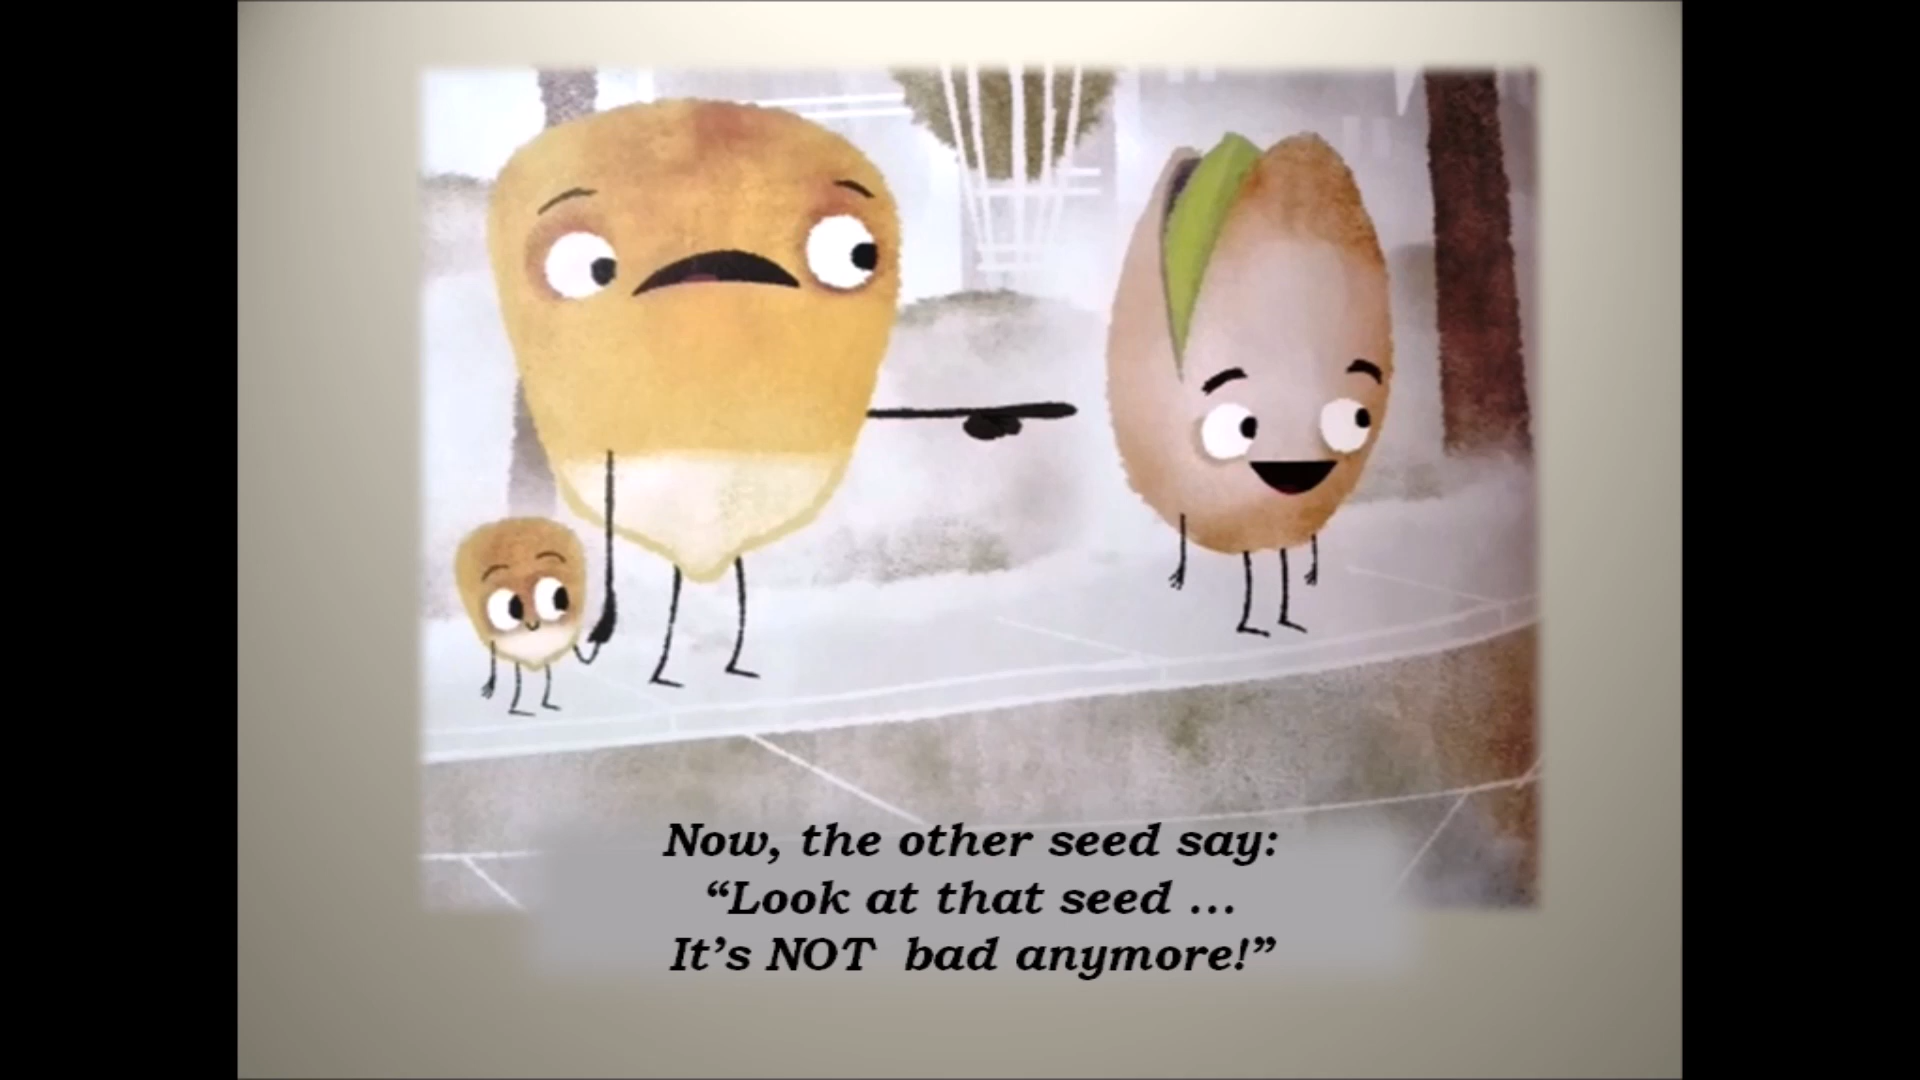 Now, the other seed say:
“Look at that seed ...
It’s NOT  bad anymore!”